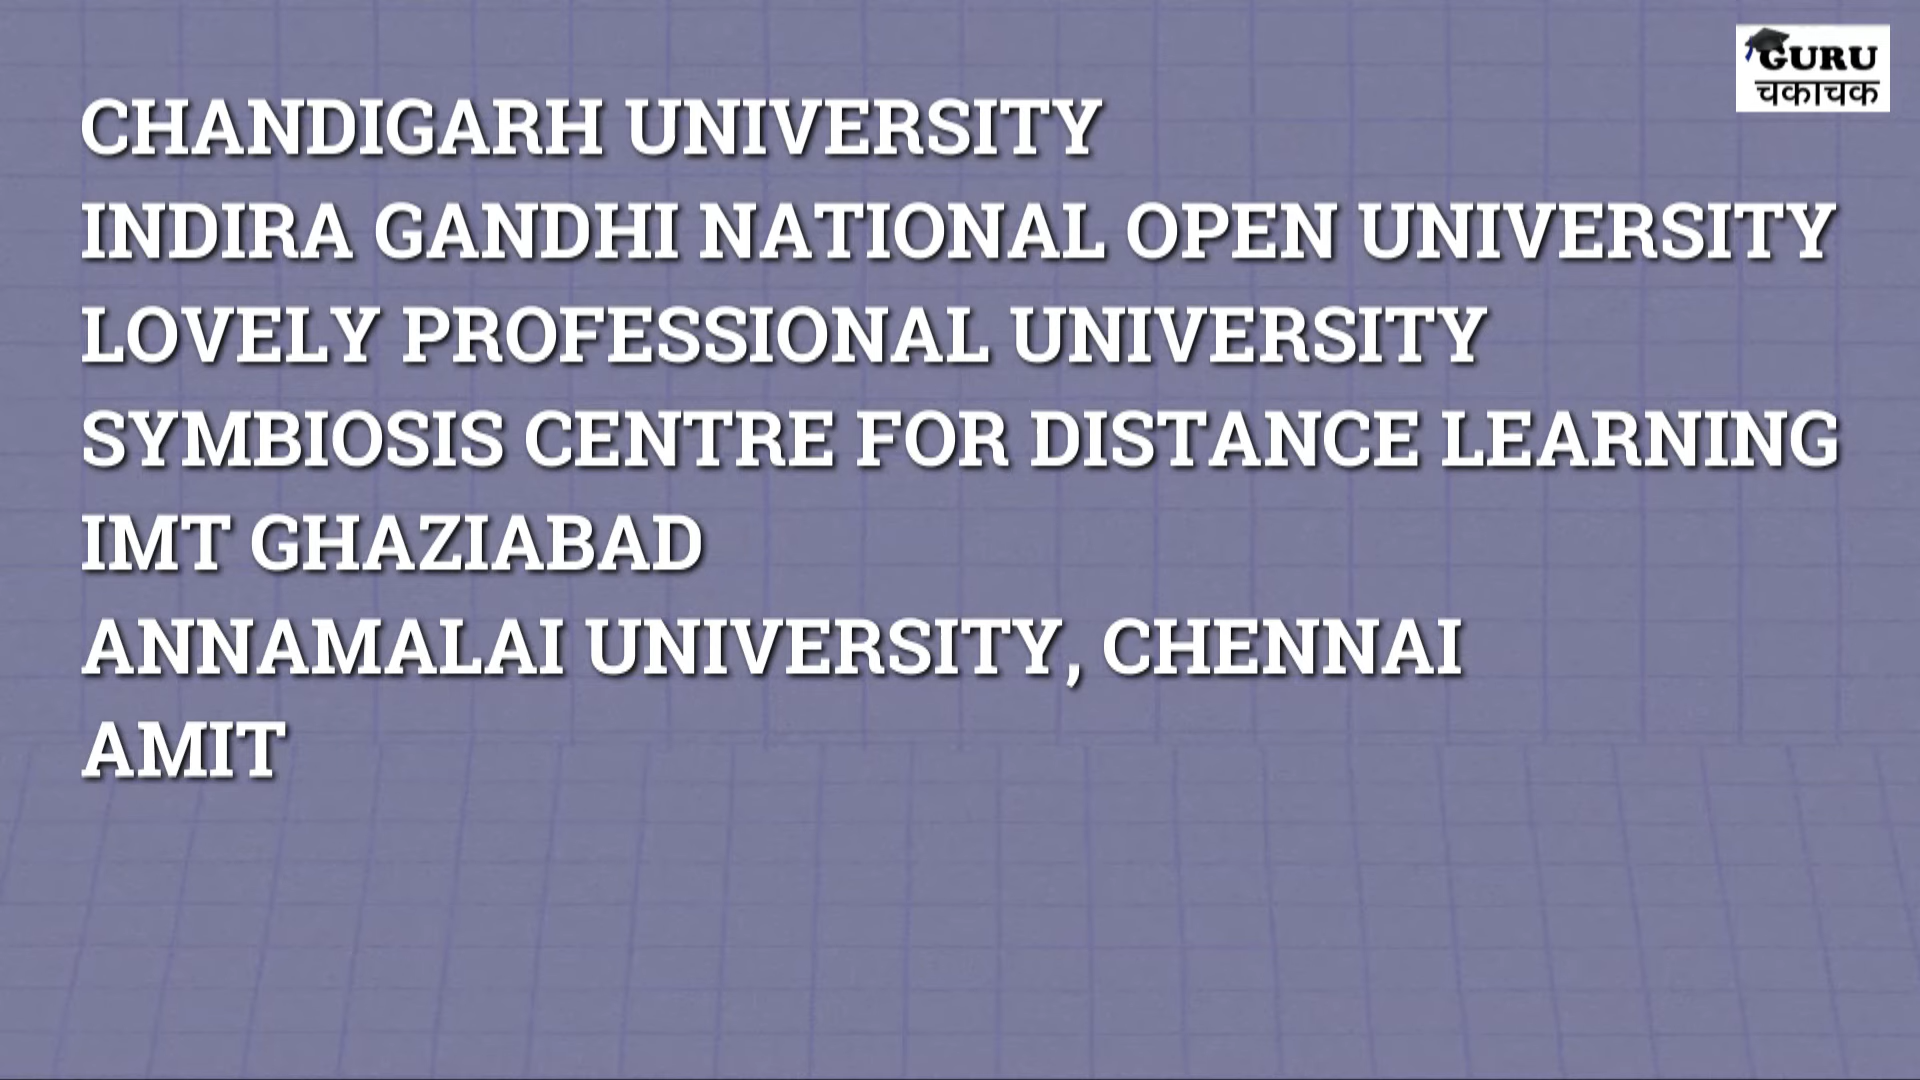 GURU
चकाचक
CHANDIGARH UNIVERSITY
INDIRA GANDHI NATIONAL OPEN UNIVERSITY
LOVELY PROFESSIONAL UNIVERSITY
SYMBIOSIS CENTRE FOR DISTANCE LEARNING
IMT GHAZIABAD
ANNAMALAI UNIVERSITY, CHENNAI
AMIT